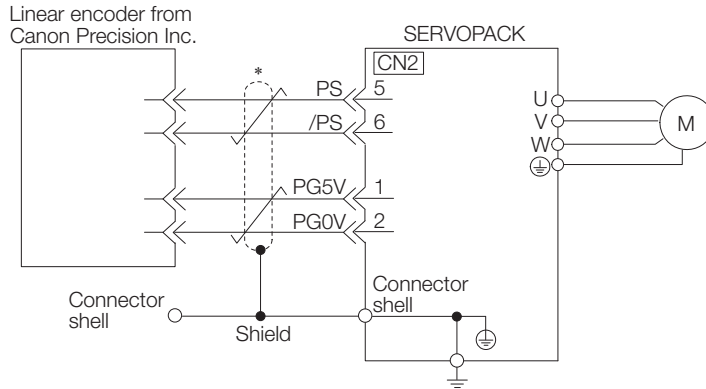 Linear encoder from
Canon Precision Inc.
SERVOPACK
CN2
*
PS 5
/PS 6
PG5V 1
PG0V 2
U
V
W
M
Connector
shell
Shield
Connector
shell